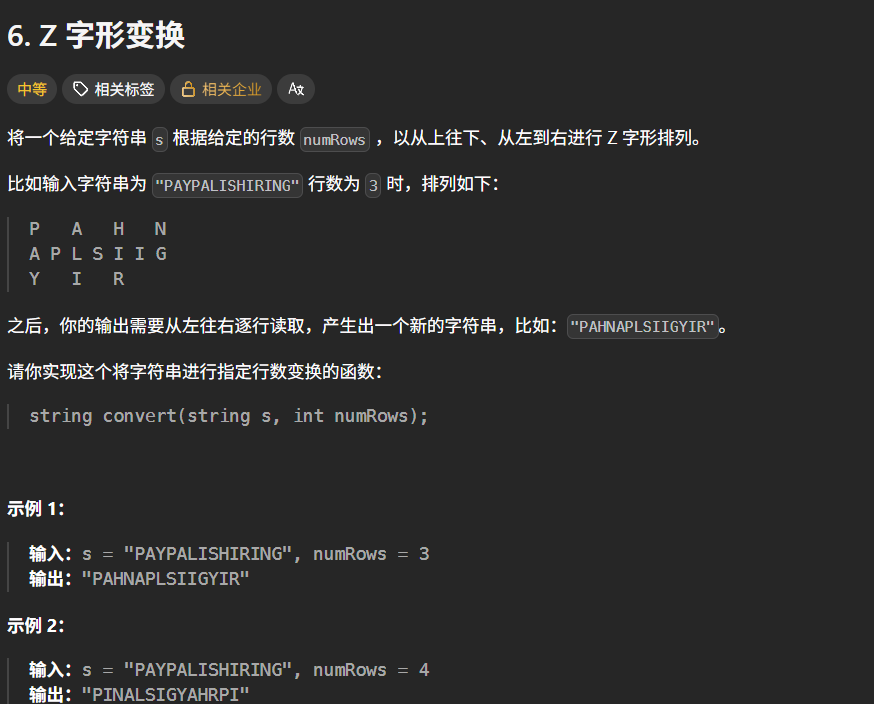 6. Z 字形变换
中等 相关标签 相关企业 Ax
将一个给定字符串 s 根据给定的行数 numRows ，以从上往下、从左到右进行 Z 字形排列。
比如输入字符串为 "PAYPALISHIRING" 行数为 3 时，排列如下：
P   A   H   N
A P L S I I G
Y   I   R
之后，你的输出需要从左往右逐行读取，产生出一个新的字符串，比如："PAHNAPLSIIGYIR"。
请你实现这个将字符串进行指定行数变换的函数：
string convert(string s, int numRows);
示例 1：
输入：s = "PAYPALISHIRING", numRows = 3
输出："PAHNAPLSIIGYIR"
示例 2：
输入：s = "PAYPALISHIRING", numRows = 4
输出："PINALSIGYAHRPI"